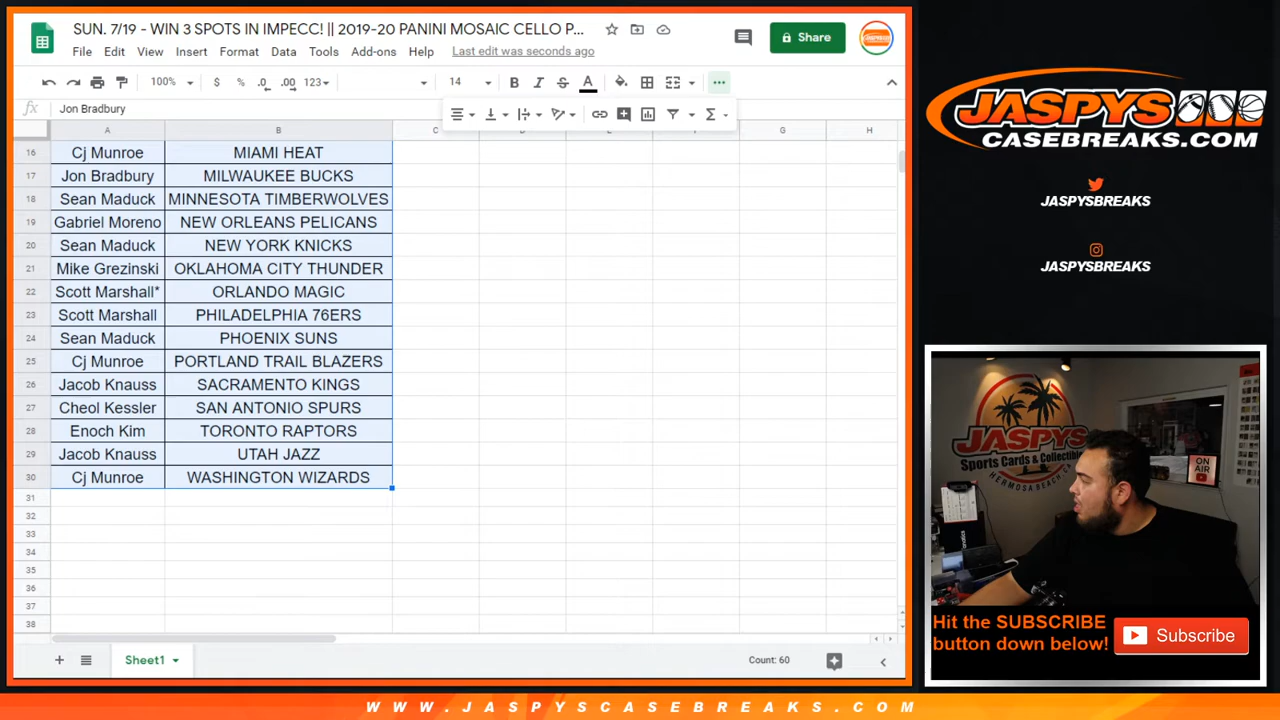 SUN. 7/19 - WIN 3 SPOTS IN IMPECC! || 2019-20 PANINI MOSAIC CELLO P...
File Edit View Insert Format Data Tools Add-ons Help Last edit was seconds ago
Share
100% $ % .0 .00 123 14 B I S A
fx Jon Bradbury
A B C G H
16 Cj Munroe MIAMI HEAT
17 Jon Bradbury MILWAUKEE BUCKS
18 Sean Maduck MINNESOTA TIMBERWOLVES
19 Gabriel Moreno NEW ORLEANS PELICANS
20 Sean Maduck NEW YORK KNICKS
21 Mike Grezinski OKLAHOMA CITY THUNDER
22 Scott Marshall* ORLANDO MAGIC
23 Scott Marshall PHILADELPHIA 76ERS
24 Sean Maduck PHOENIX SUNS
25 Cj Munroe PORTLAND TRAIL BLAZERS
26 Jacob Knauss SACRAMENTO KINGS
27 Cheol Kessler SAN ANTONIO SPURS
28 Enoch Kim TORONTO RAPTORS
29 Jacob Knauss UTAH JAZZ
30 Cj Munroe WASHINGTON WIZARDS
31
32
33
34
35
36
37
38
Sheet1
Count: 60
JASPYS
CASEBREAKS.COM
JASPYSBREAKS
JASPYSBREAKS
JASPYS
Sports Cards & Collectibles
HERMOSA BEACH
ON AIR
Hit the SUBSCRIBE
button down below!
Subscribe
WWW.JASPYSCASEBREAKS.COM